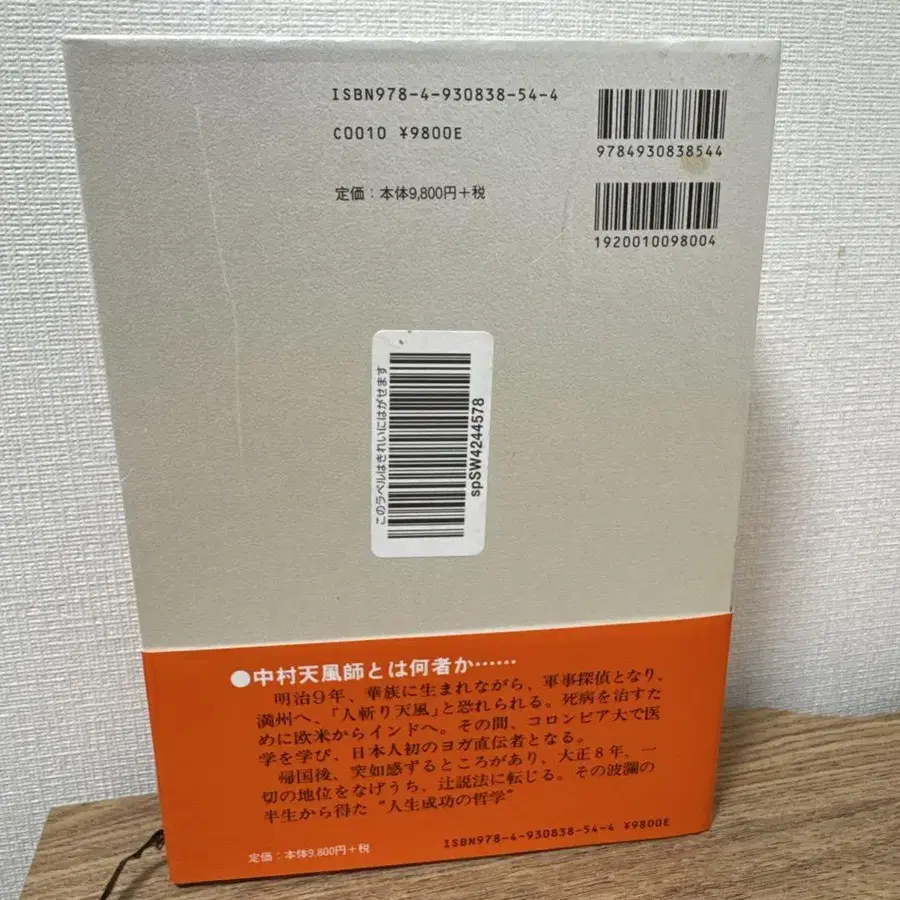 ISBN978-4-930838-54-4
C0010 ¥9800E
定価：本体9,800円＋税
9784930838544
1920010098004
このラベルはきれいにはがせます
spSW4244578
●中村天風師とは何者か……
明治９年、華族に生まれながら、軍事探偵となり、
満州へ、「人斬り天風」と恐れられる。死病を治すた
めに欧米からインドへ。その間、コロンビア大で医
学を学び、日本人初のヨガ直伝者となる。
帰国後、突如感ずるところがあり、大正８年、一
切の地位をなげうち、辻説法に転じる。その波瀾の
半生から得た“人生成功の哲学”
定価：本体9,800円＋税
ISBN978-4-930838-54-4 ¥9800E